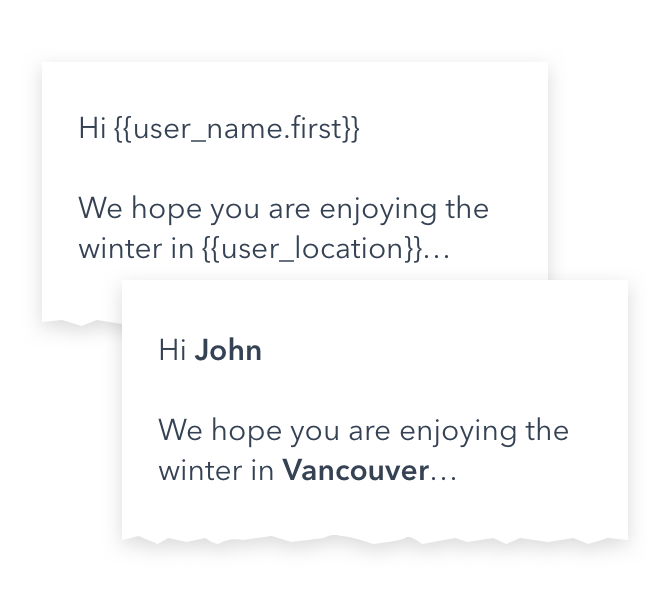 Hi {{user_name.first}}
We hope you are enjoying the
winter in {{user_location}}...
Hi John
We hope you are enjoying the
winter in Vancouver...